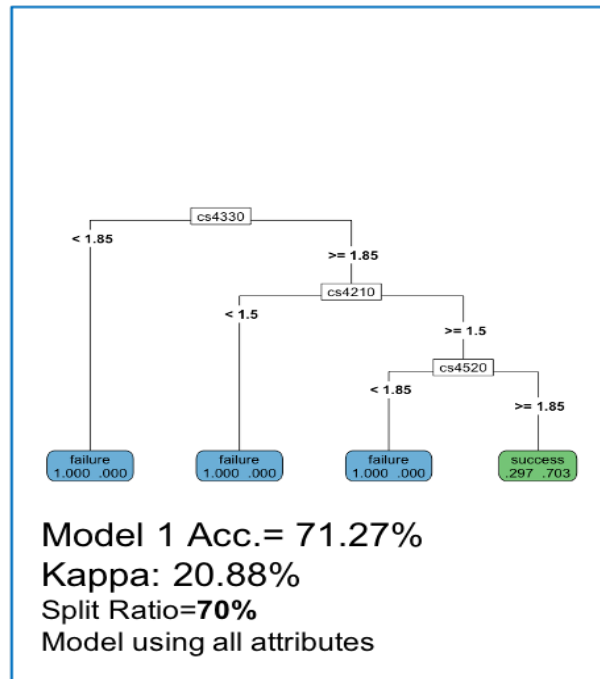 cs4330
< 1.85
>= 1.85
cs4210
< 1.5
>= 1.5
cs4520
< 1.85
>= 1.85
failure
1.000 .000
failure
1.000 .000
failure
1.000 .000
success
.297 .703
Model 1 Acc.= 71.27%
Kappa: 20.88%
Split Ratio=70%
Model using all attributes